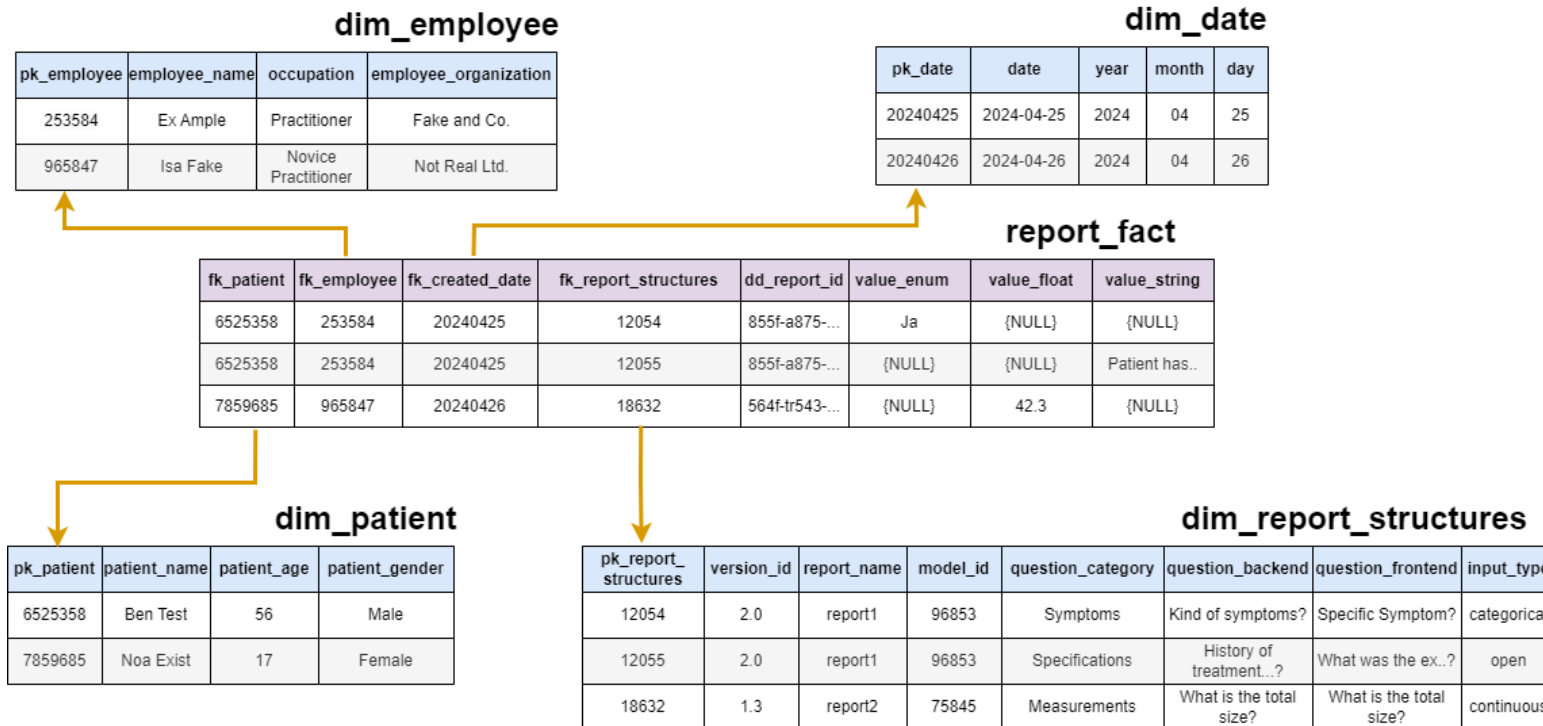 dim_employee
pk_employee employee_name occupation employee_organization
253584 Ex Ample Practitioner Fake and Co.
965847 Isa Fake Novice Practitioner Not Real Ltd.
dim_date
pk_date date year month day
20240425 2024-04-25 2024 04 25
20240426 2024-04-26 2024 04 26
report_fact
fk_patient fk_employee fk_created_date fk_report_structures dd_report_id value_enum value_float value_string
6525358 253584 20240425 12054 855f-a875-... Ja {NULL} {NULL}
6525358 253584 20240425 12055 855f-a875-... {NULL} {NULL} Patient has..
7859685 965847 20240426 18632 564f-tr543-... {NULL} 42.3 {NULL}
dim_patient
pk_patient patient_name patient_age patient_gender
6525358 Ben Test 56 Male
7859685 Noa Exist 17 Female
dim_report_structures
pk_report_structures version_id report_name model_id question_category question_backend question_frontend input_type
12054 2.0 report1 96853 Symptoms Kind of symptoms? Specific Symptom? categorica
12055 2.0 report1 96853 Specifications History of treatment...? What was the ex..? open
18632 1.3 report2 75845 Measurements What is the total size? What is the total size? continuous